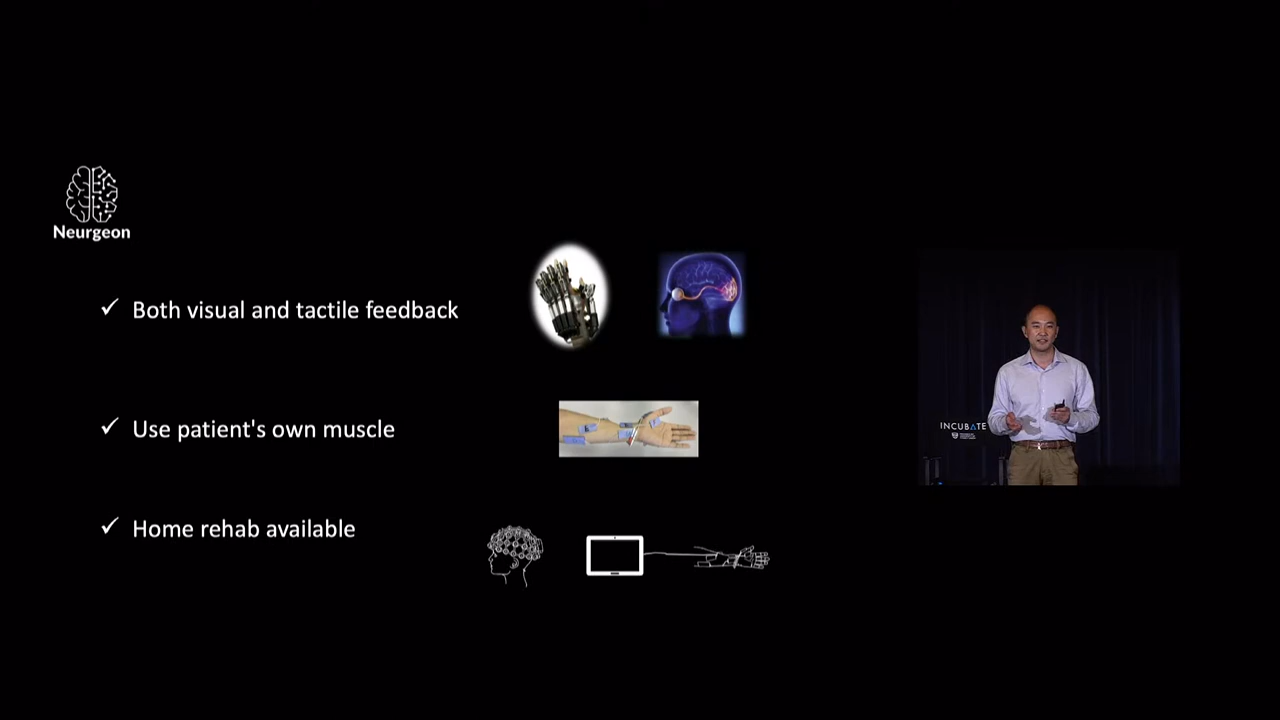 Neurgeon
✓ Both visual and tactile feedback
✓ Use patient's own muscle
✓ Home rehab available
INCUBATE